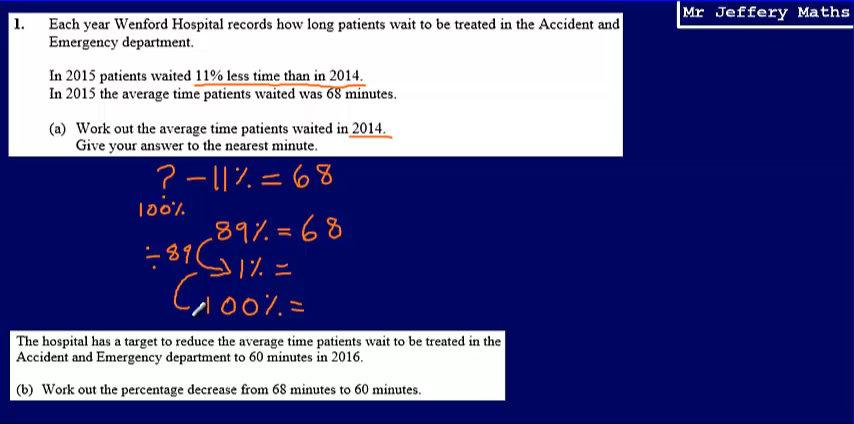 Mr Jeffery Maths
1. Each year Wenford Hospital records how long patients wait to be treated in the Accident and
Emergency department.
In 2015 patients waited 11% less time than in 2014.
In 2015 the average time patients waited was 68 minutes.
(a) Work out the average time patients waited in 2014.
Give your answer to the nearest minute.
? - 11% = 68
100%
89% = 68
÷ 89
1% =
100% =
The hospital has a target to reduce the average time patients wait to be treated in the
Accident and Emergency department to 60 minutes in 2016.
(b) Work out the percentage decrease from 68 minutes to 60 minutes.